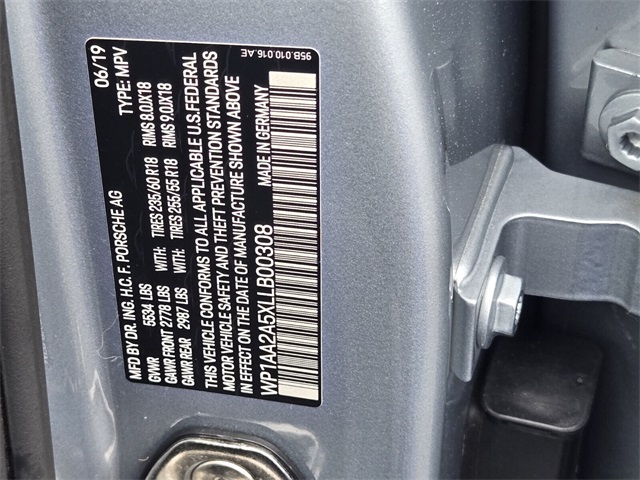 MFD BY DR. ING. H.C. F. PORSCHE AG 06/19
GVWR 5534 LBS TYPE: MPV
GAWR FRONT 2778 LBS WITH: TIRES 235/60 R18 RIMS 8.0JX18
GAWR REAR 2987 LBS WITH: TIRES 255/55 R18 RIMS 9.0JX18
THIS VEHICLE CONFORMS TO ALL APPLICABLE U.S. FEDERAL
MOTOR VEHICLE SAFETY AND THEFT PREVENTION STANDARDS
IN EFFECT ON THE DATE OF MANUFACTURE SHOWN ABOVE
WP1AA2A5XLLB00308 MADE IN GERMANY
95B.010.016.AE